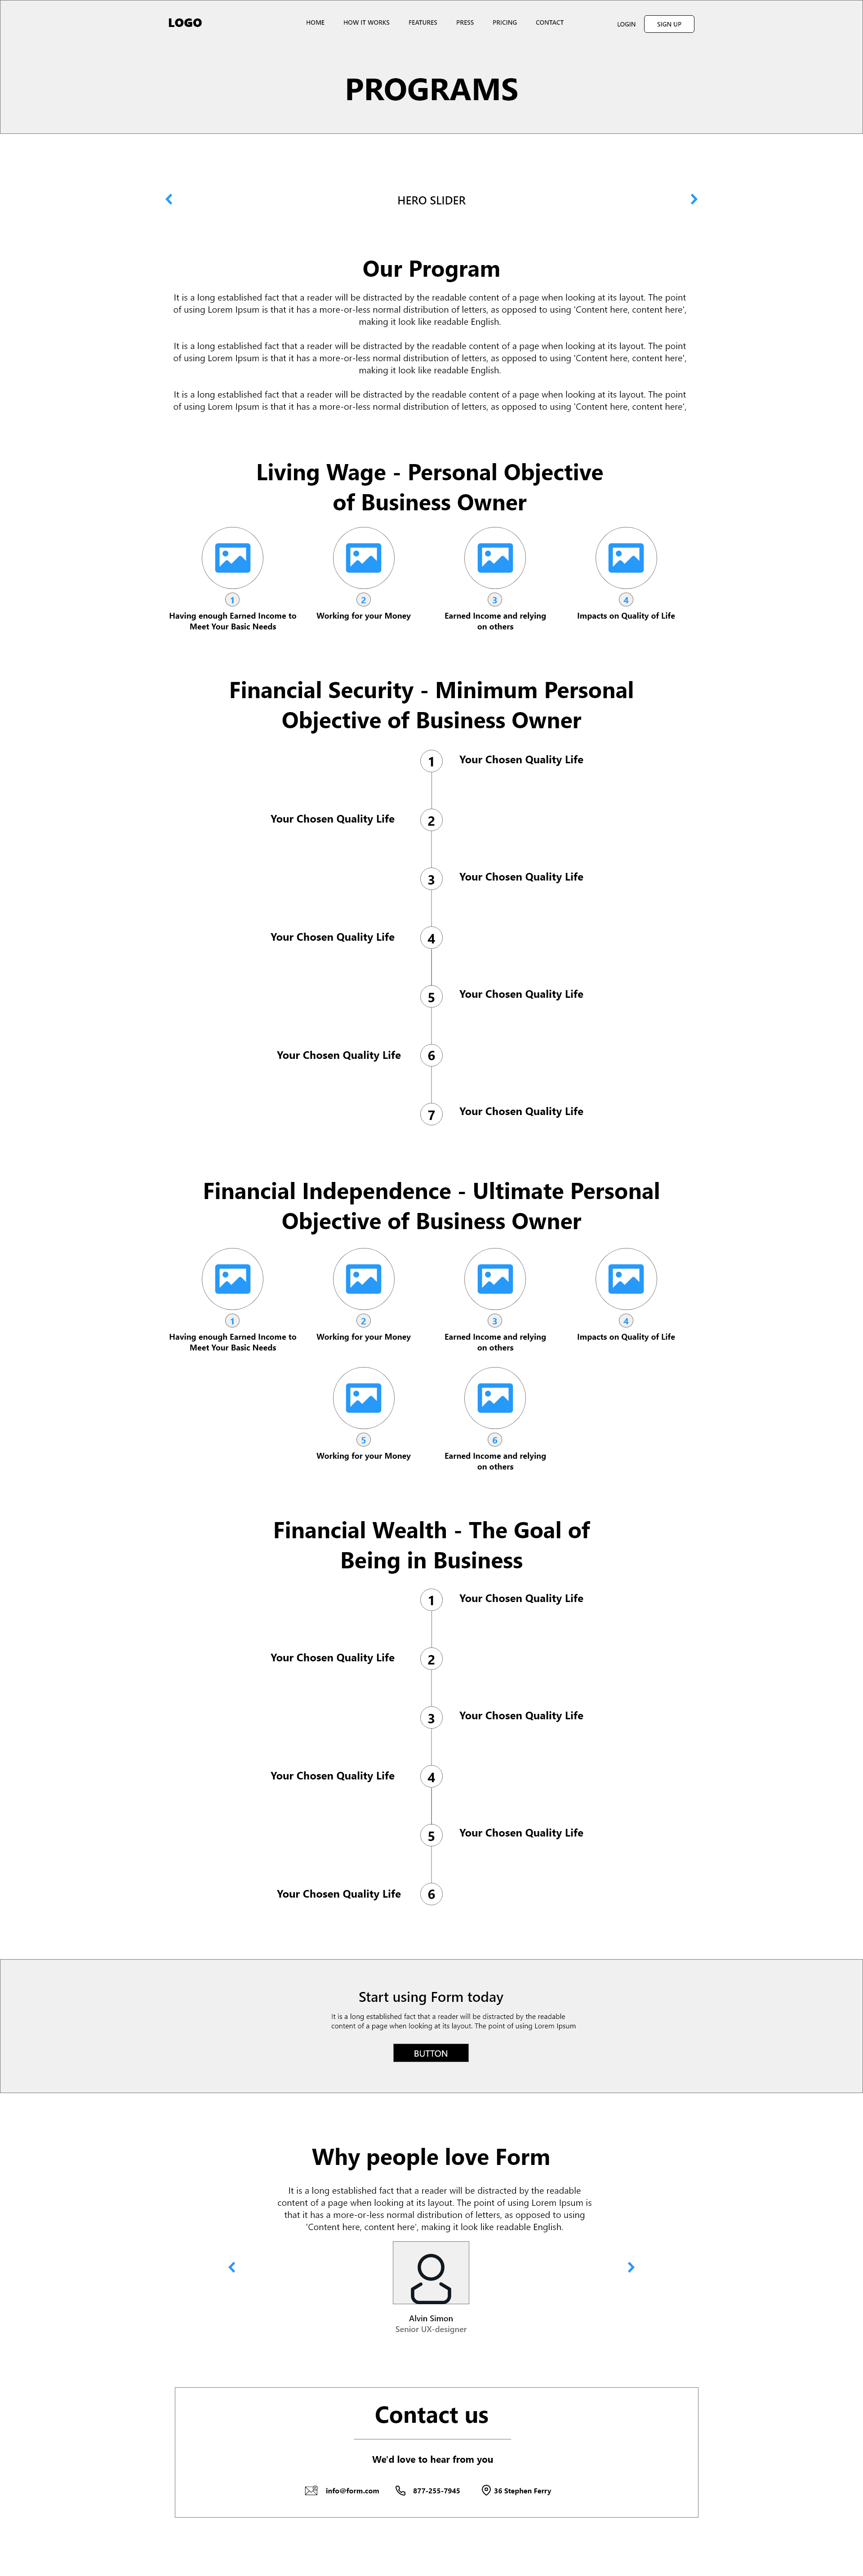 LOGO
HOME HOW IT WORKS FEATURES PRESS PRICING CONTACT
LOGIN SIGN UP
PROGRAMS
HERO SLIDER
Our Program
It is a long established fact that a reader will be distracted by the readable content of a page when looking at its layout. The point
of using Lorem Ipsum is that it has a more-or-less normal distribution of letters, as opposed to using 'Content here, content here',
making it look like readable English.
It is a long established fact that a reader will be distracted by the readable content of a page when looking at its layout. The point
of using Lorem Ipsum is that it has a more-or-less normal distribution of letters, as opposed to using 'Content here, content here',
making it look like readable English.
It is a long established fact that a reader will be distracted by the readable content of a page when looking at its layout. The point
of using Lorem Ipsum is that it has a more-or-less normal distribution of letters, as opposed to using 'Content here, content here',
Living Wage - Personal Objective
of Business Owner
1
Having enough Earned Income to
Meet Your Basic Needs
2
Working for your Money
3
Earned Income and relying
on others
4
Impacts on Quality of Life
Financial Security - Minimum Personal
Objective of Business Owner
1 Your Chosen Quality Life
Your Chosen Quality Life 2
3 Your Chosen Quality Life
Your Chosen Quality Life 4
5 Your Chosen Quality Life
Your Chosen Quality Life 6
7 Your Chosen Quality Life
Financial Independence - Ultimate Personal
Objective of Business Owner
1
Having enough Earned Income to
Meet Your Basic Needs
2
Working for your Money
3
Earned Income and relying
on others
4
Impacts on Quality of Life
5
Working for your Money
6
Earned Income and relying
on others
Financial Wealth - The Goal of
Being in Business
1 Your Chosen Quality Life
Your Chosen Quality Life 2
3 Your Chosen Quality Life
Your Chosen Quality Life 4
5 Your Chosen Quality Life
Your Chosen Quality Life 6
Start using Form today
It is a long established fact that a reader will be distracted by the readable
content of a page when looking at its layout. The point of using Lorem Ipsum
BUTTON
Why people love Form
It is a long established fact that a reader will be distracted by the readable
content of a page when looking at its layout. The point of using Lorem Ipsum is
that it has a more-or-less normal distribution of letters, as opposed to using
'Content here, content here', making it look like readable English.
Alvin Simon
Senior UX-designer
Contact us
We'd love to hear from you
info@form.com 877-255-7945 36 Stephen Ferry